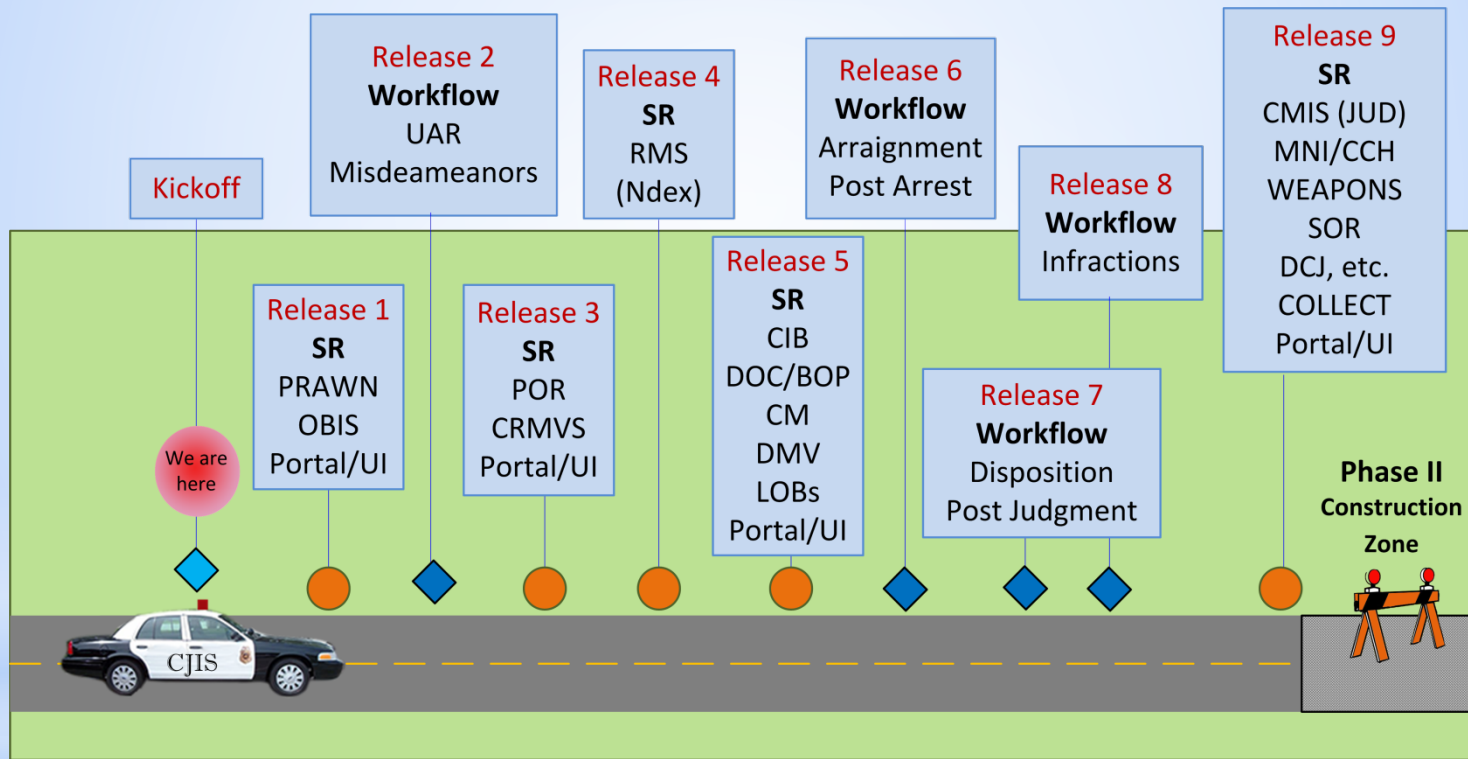 Kickoff
We are
here
Release 1
SR
PRAWN
OBIS
Portal/UI
Release 2
Workflow
UAR
Misdeameanors
Release 3
SR
POR
CRMVS
Portal/UI
Release 4
SR
RMS
(Ndex)
Release 5
SR
CIB
DOC/BOP
CM
DMV
LOBs
Portal/UI
Release 6
Workflow
Arraignment
Post Arrest
Release 7
Workflow
Disposition
Post Judgment
Release 8
Workflow
Infractions
Release 9
SR
CMIS (JUD)
MNI/CCH
WEAPONS
SOR
DCJ, etc.
COLLECT
Portal/UI
Phase II
Construction
Zone
CJIS